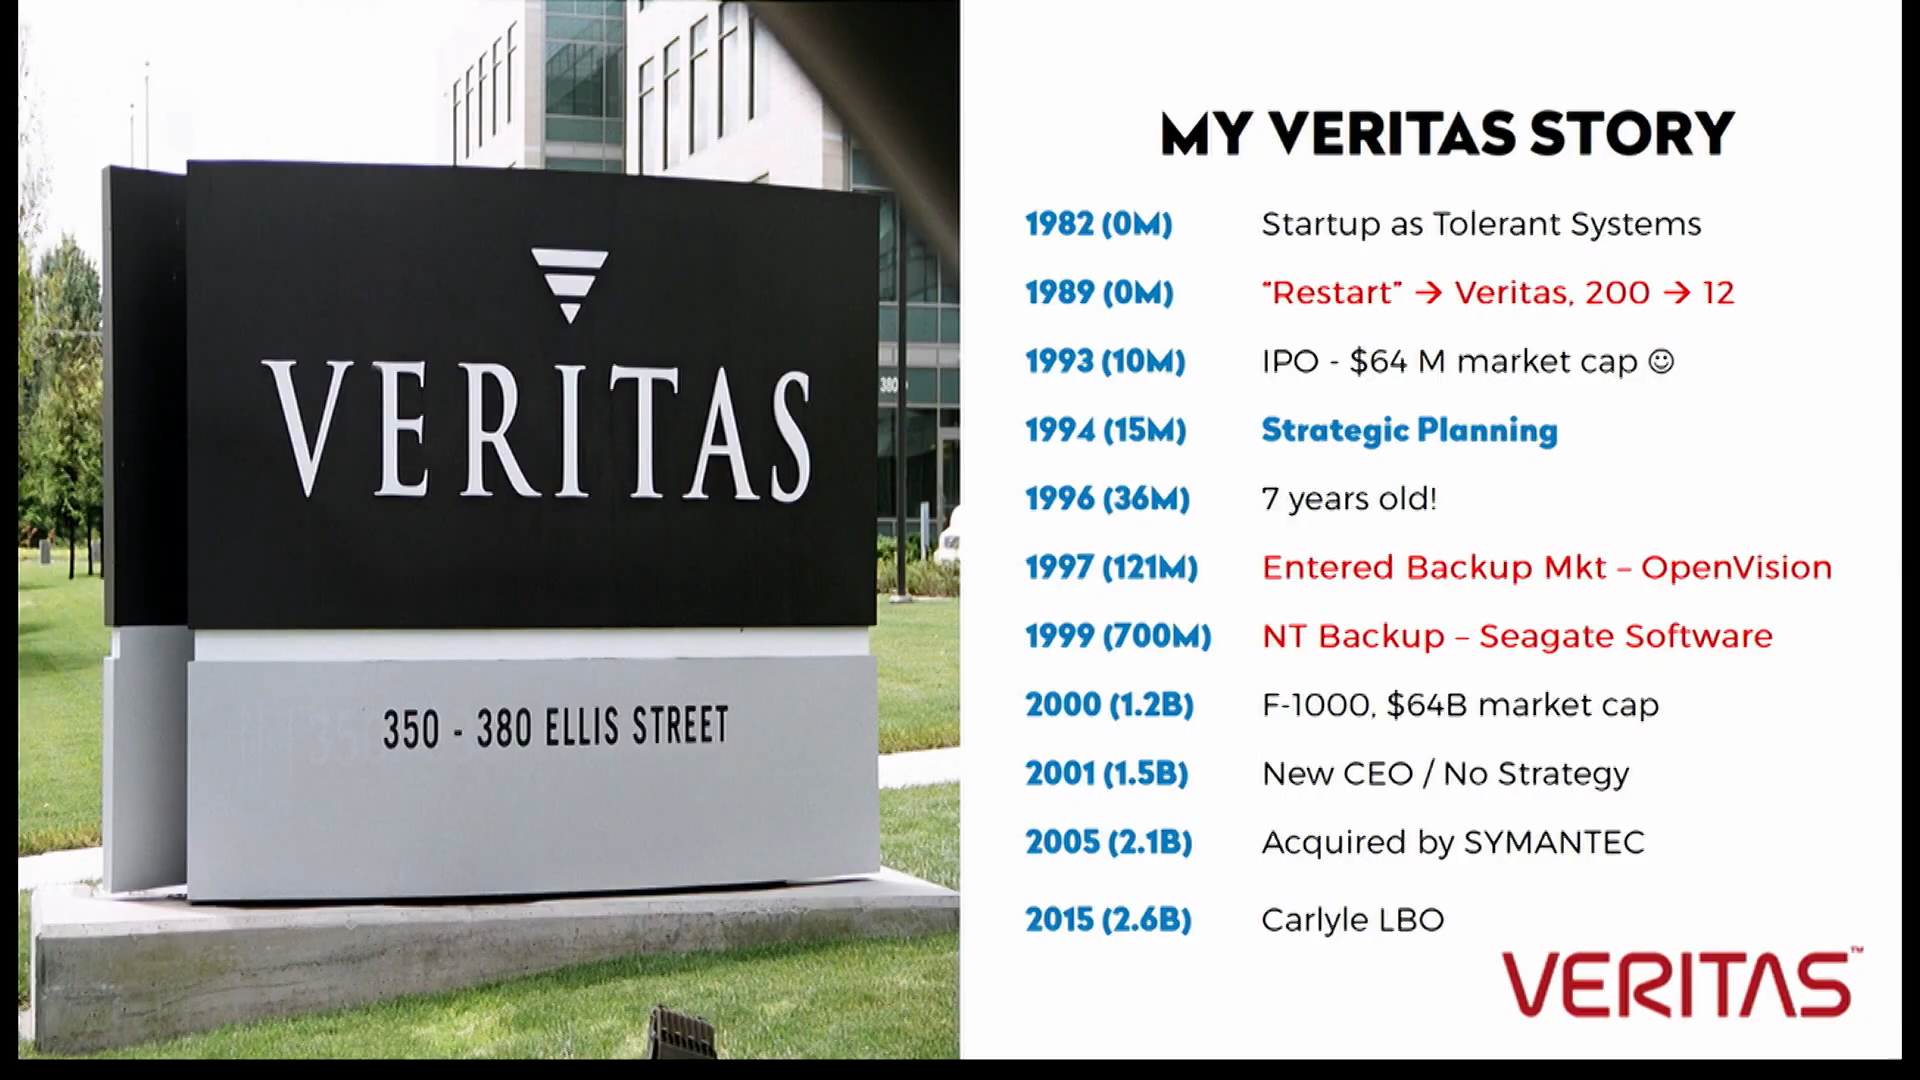 VERITAS
380
350 - 380 ELLIS STREET
MY VERITAS STORY
1982 (0M) Startup as Tolerant Systems
1989 (0M) “Restart” → Veritas, 200 → 12
1993 (10M) IPO - $64 M market cap ☺
1994 (15M) Strategic Planning
1996 (36M) 7 years old!
1997 (121M) Entered Backup Mkt – OpenVision
1999 (700M) NT Backup – Seagate Software
2000 (1.2B) F-1000, $64B market cap
2001 (1.5B) New CEO / No Strategy
2005 (2.1B) Acquired by SYMANTEC
2015 (2.6B) Carlyle LBO
VERITAS™